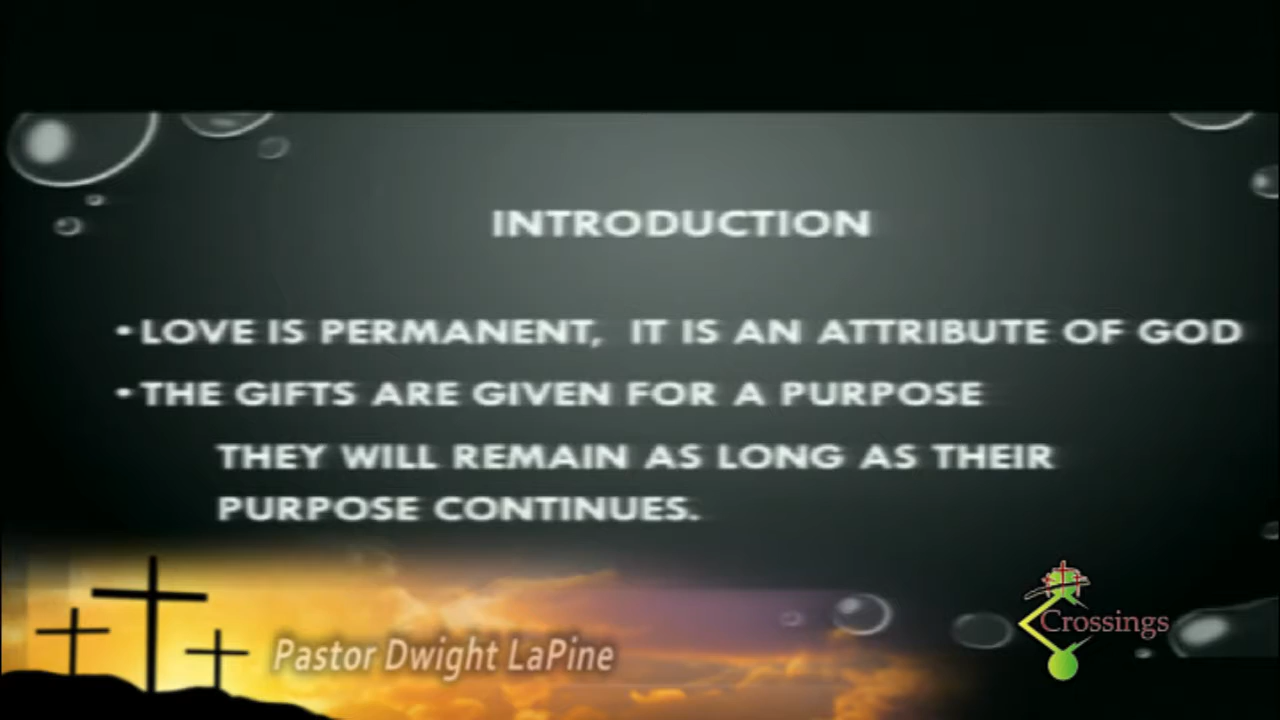 INTRODUCTION
• LOVE IS PERMANENT, IT IS AN ATTRIBUTE OF GOD
• THE GIFTS ARE GIVEN FOR A PURPOSE
THEY WILL REMAIN AS LONG AS THEIR
PURPOSE CONTINUES.
Pastor Dwight LaPine
Crossings